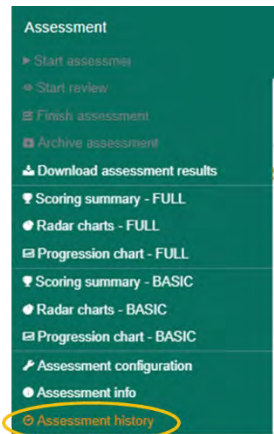 Assessment
Start assessmer
Start review
Finish assessment
Archive assessment
Download assessment results
Scoring summary - FULL
Radar charts - FULL
Progression chart - FULL
Scoring summary - BASIC
Radar charts - BASIC
Progression chart - BASIC
Assessment configuration
Assessment info
Assessment history